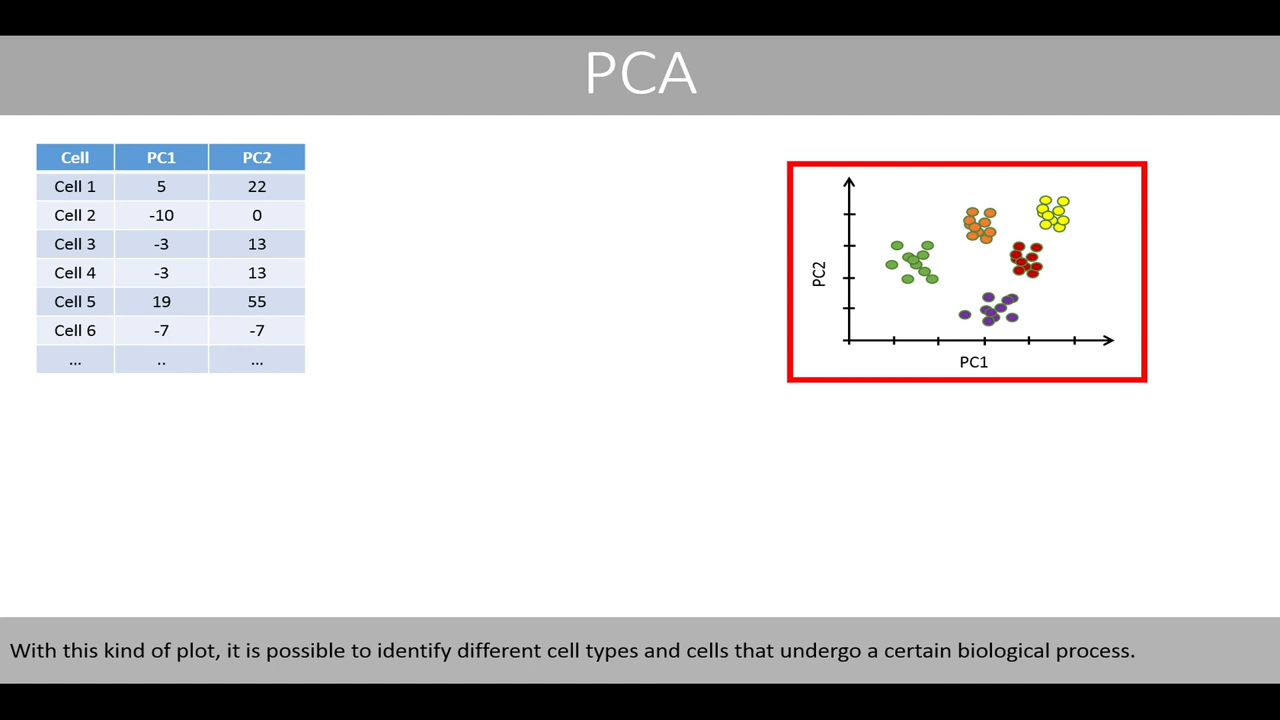 PCA
Cell PC1 PC2
Cell 1 5 22
Cell 2 -10 0
Cell 3 -3 13
Cell 4 -3 13
Cell 5 19 55
Cell 6 -7 -7
... .. ...
PC2
PC1
With this kind of plot, it is possible to identify different cell types and cells that undergo a certain biological process.